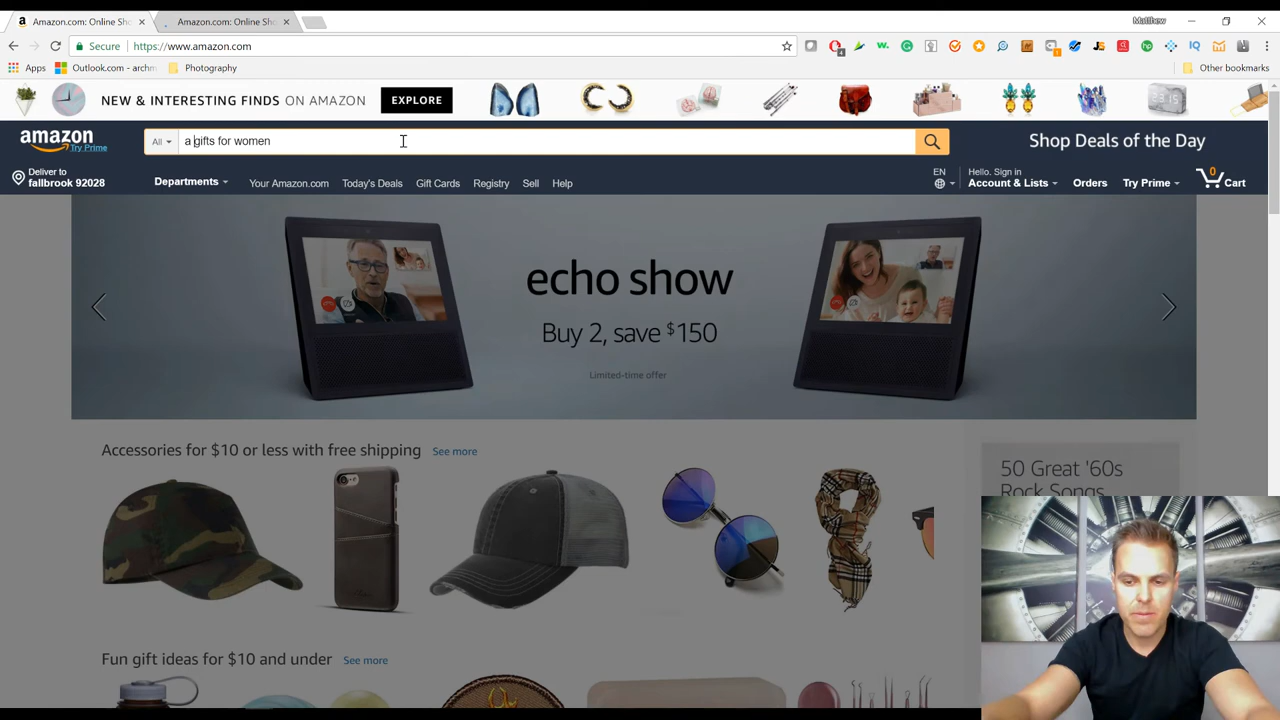 Amazon.com: Online Sho
Amazon.com: Online Sho
Matthew
Secure
https://www.amazon.com
Apps
Outlook.com - archm
Photography
Other bookmarks
NEW & INTERESTING FINDS ON AMAZON
EXPLORE
23:15
amazon
Try Prime
All
a gifts for women
Shop Deals of the Day
Deliver to
fallbrook 92028
Departments
Your Amazon.com
Today's Deals
Gift Cards
Registry
Sell
Help
EN
Hello. Sign in
Account & Lists
Orders
Try Prime
0
Cart
echo show
Buy 2, save $150
Limited-time offer
Accessories for $10 or less with free shipping
See more
50 Great '60s
Rock Songs
Fun gift ideas for $10 and under
See more